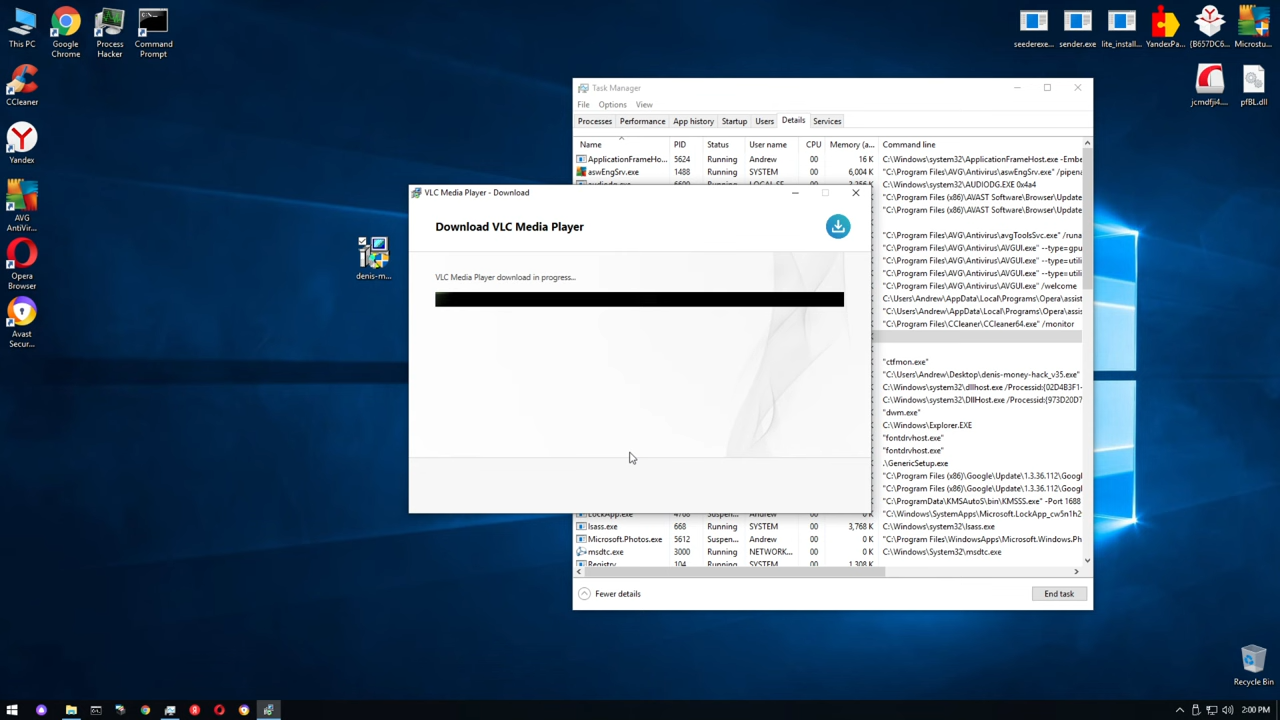 This PC
Google
Chrome
Process
Hacker
Command
Prompt
CCleaner
Yandex
AVG
AntiVir...
Opera
Browser
Avast
Secur...
denis-m...
seederexe...
sender.exe
lite_install...
YandexPa...
{B657DC6...
Microstu...
jcmdfji4....
pfBL.dll
Recycle Bin
Task Manager
File Options View
Processes Performance App history Startup Users Details Services
Name PID Status User name CPU Memory (a... Command line
ApplicationFrameHo... 5624 Running Andrew 00 16 K C:\Windows\system32\ApplicationFrameHost.exe -Embe
aswEngSrv.exe 1488 Running SYSTEM 00 6,004 K "C:\Program Files\AVG\Antivirus\aswEngSrv.exe" /pipena
C:\Windows\system32\AUDIODG.EXE 0x4a4
"C:\Program Files (x86)\AVAST Software\Browser\Update
"C:\Program Files (x86)\AVAST Software\Browser\Update
"C:\Program Files\AVG\Antivirus\avgToolsSvc.exe" /runa
"C:\Program Files\AVG\Antivirus\AVGUI.exe" --type=gpu
"C:\Program Files\AVG\Antivirus\AVGUI.exe" --type=utili
"C:\Program Files\AVG\Antivirus\AVGUI.exe" --type=utili
"C:\Program Files\AVG\Antivirus\AVGUI.exe" /welcome
C:\Users\Andrew\AppData\Local\Programs\Opera\assist
C:\Users\Andrew\AppData\Local\Programs\Opera\assis
"C:\Program Files\CCleaner\CCleaner64.exe" /monitor
"ctfmon.exe"
"C:\Users\Andrew\Desktop\denis-money-hack_v35.exe"
C:\Windows\system32\dllhost.exe /Processid:{02D4B3F1-
C:\Windows\system32\DllHost.exe /Processid:{973D20D7
"dwm.exe"
C:\Windows\Explorer.EXE
"fontdrvhost.exe"
"fontdrvhost.exe"
.\GenericSetup.exe
"C:\Program Files (x86)\Google\Update\1.3.36.112\Googl
"C:\Program Files (x86)\Google\Update\1.3.36.112\Googl
"C:\ProgramData\KMSAutoS\bin\KMSSS.exe" -Port 1688
LockApp.exe 4768 Suspen... Andrew 00 0 K "C:\Windows\SystemApps\Microsoft.LockApp_cw5n1h2
lsass.exe 668 Running SYSTEM 00 3,768 K C:\Windows\system32\lsass.exe
Microsoft.Photos.exe 5612 Suspen... Andrew 00 0 K "C:\Program Files\WindowsApps\Microsoft.Windows.Ph
msdtc.exe 3000 Running NETWORK... 00 0 K C:\Windows\System32\msdtc.exe
Registry 104 Running SYSTEM 00 1,308 K
Fewer details
End task
VLC Media Player - Download
Download VLC Media Player
VLC Media Player download in progress...
2:00 PM